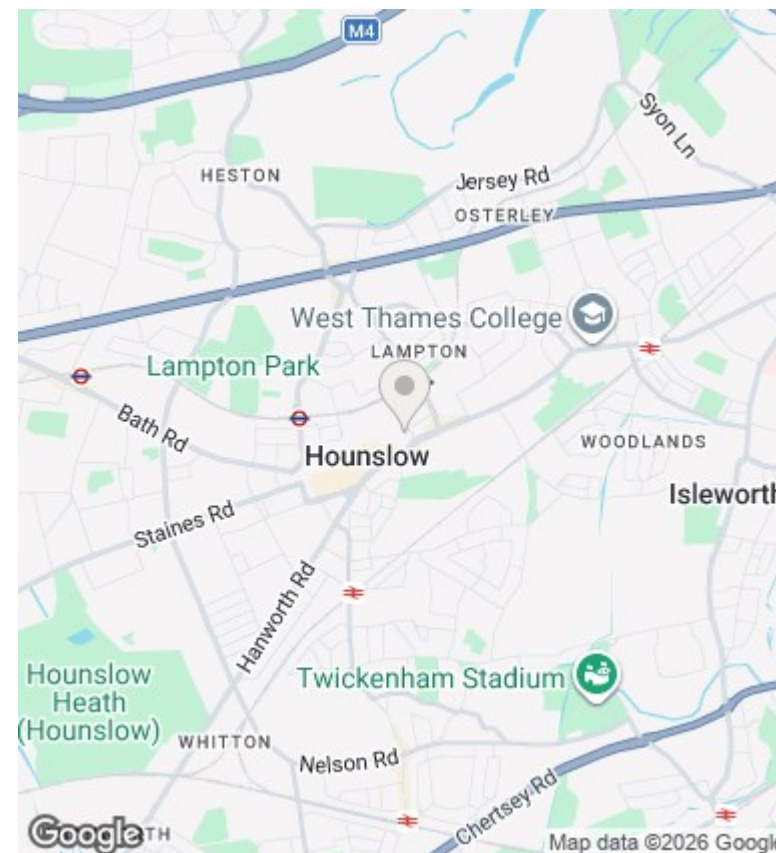 M4
Syon Ln
HESTON
Jersey Rd
OSTERLEY
West Thames College
LAMPTON
Lampton Park
Bath Rd
Hounslow
WOODLANDS
Isleworth
Staines Rd
Hanworth Rd
Hounslow
Heath
(Hounslow)
Twickenham Stadium
WHITTON
Nelson Rd
Chertsey Rd
Google
Map data ©2026 Google